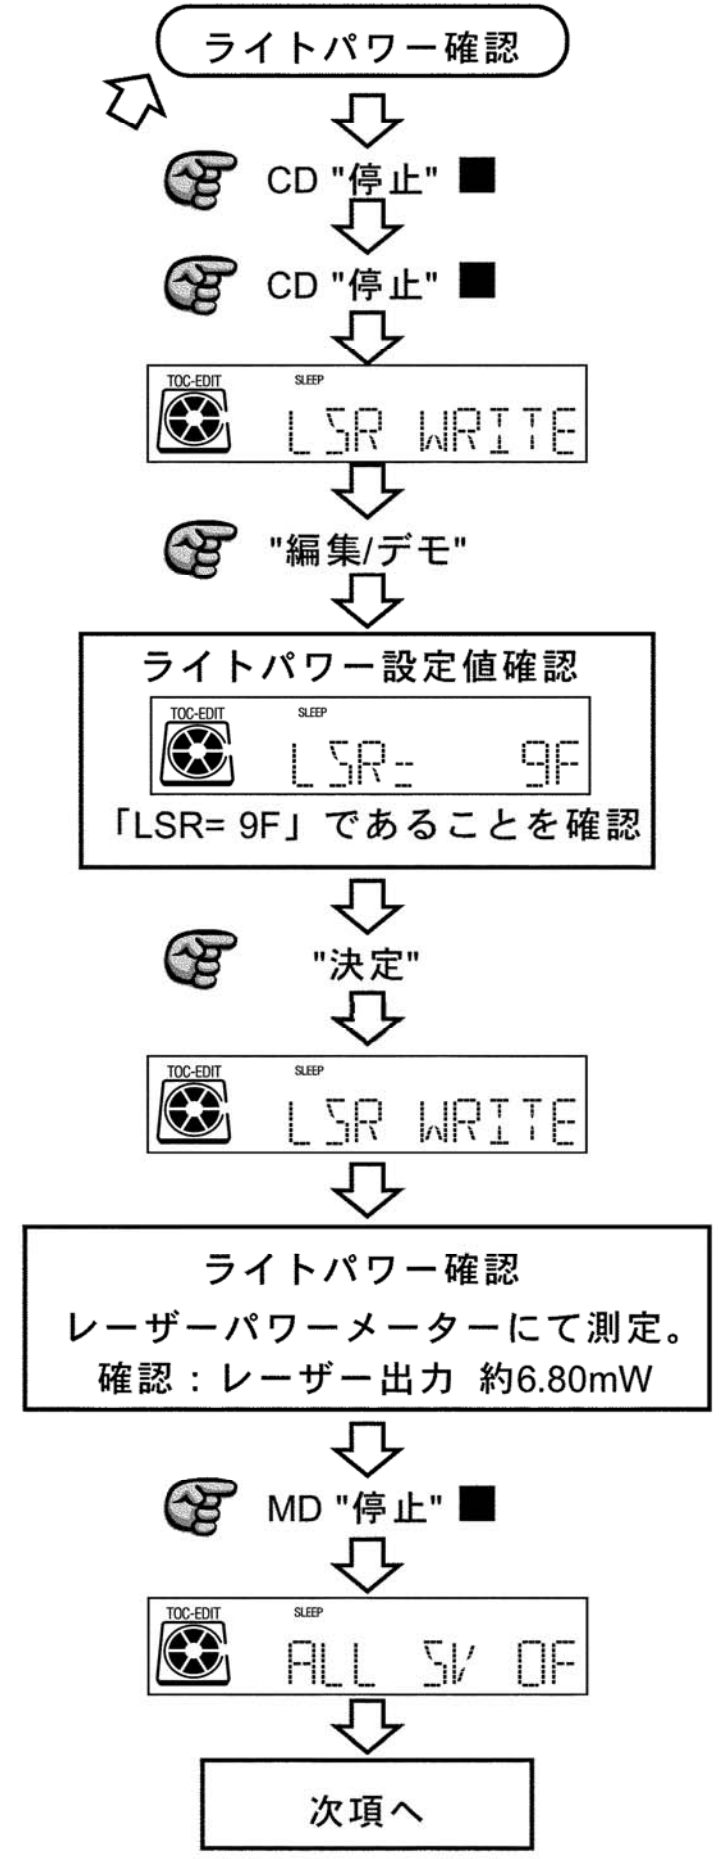 ライトパワー確認
CD "停止" ■
CD "停止" ■
TOC-EDIT SLEEP
LSR WRITE
"編集/デモ"
ライトパワー設定値確認
TOC-EDIT SLEEP
LSR= 9F
「LSR= 9F」であることを確認
"決定"
TOC-EDIT SLEEP
LSR WRITE
ライトパワー確認
レーザーパワーメーターにて測定。
確認：レーザー出力 約6.80mW
MD "停止" ■
TOC-EDIT SLEEP
ALL SV OF
次項へ